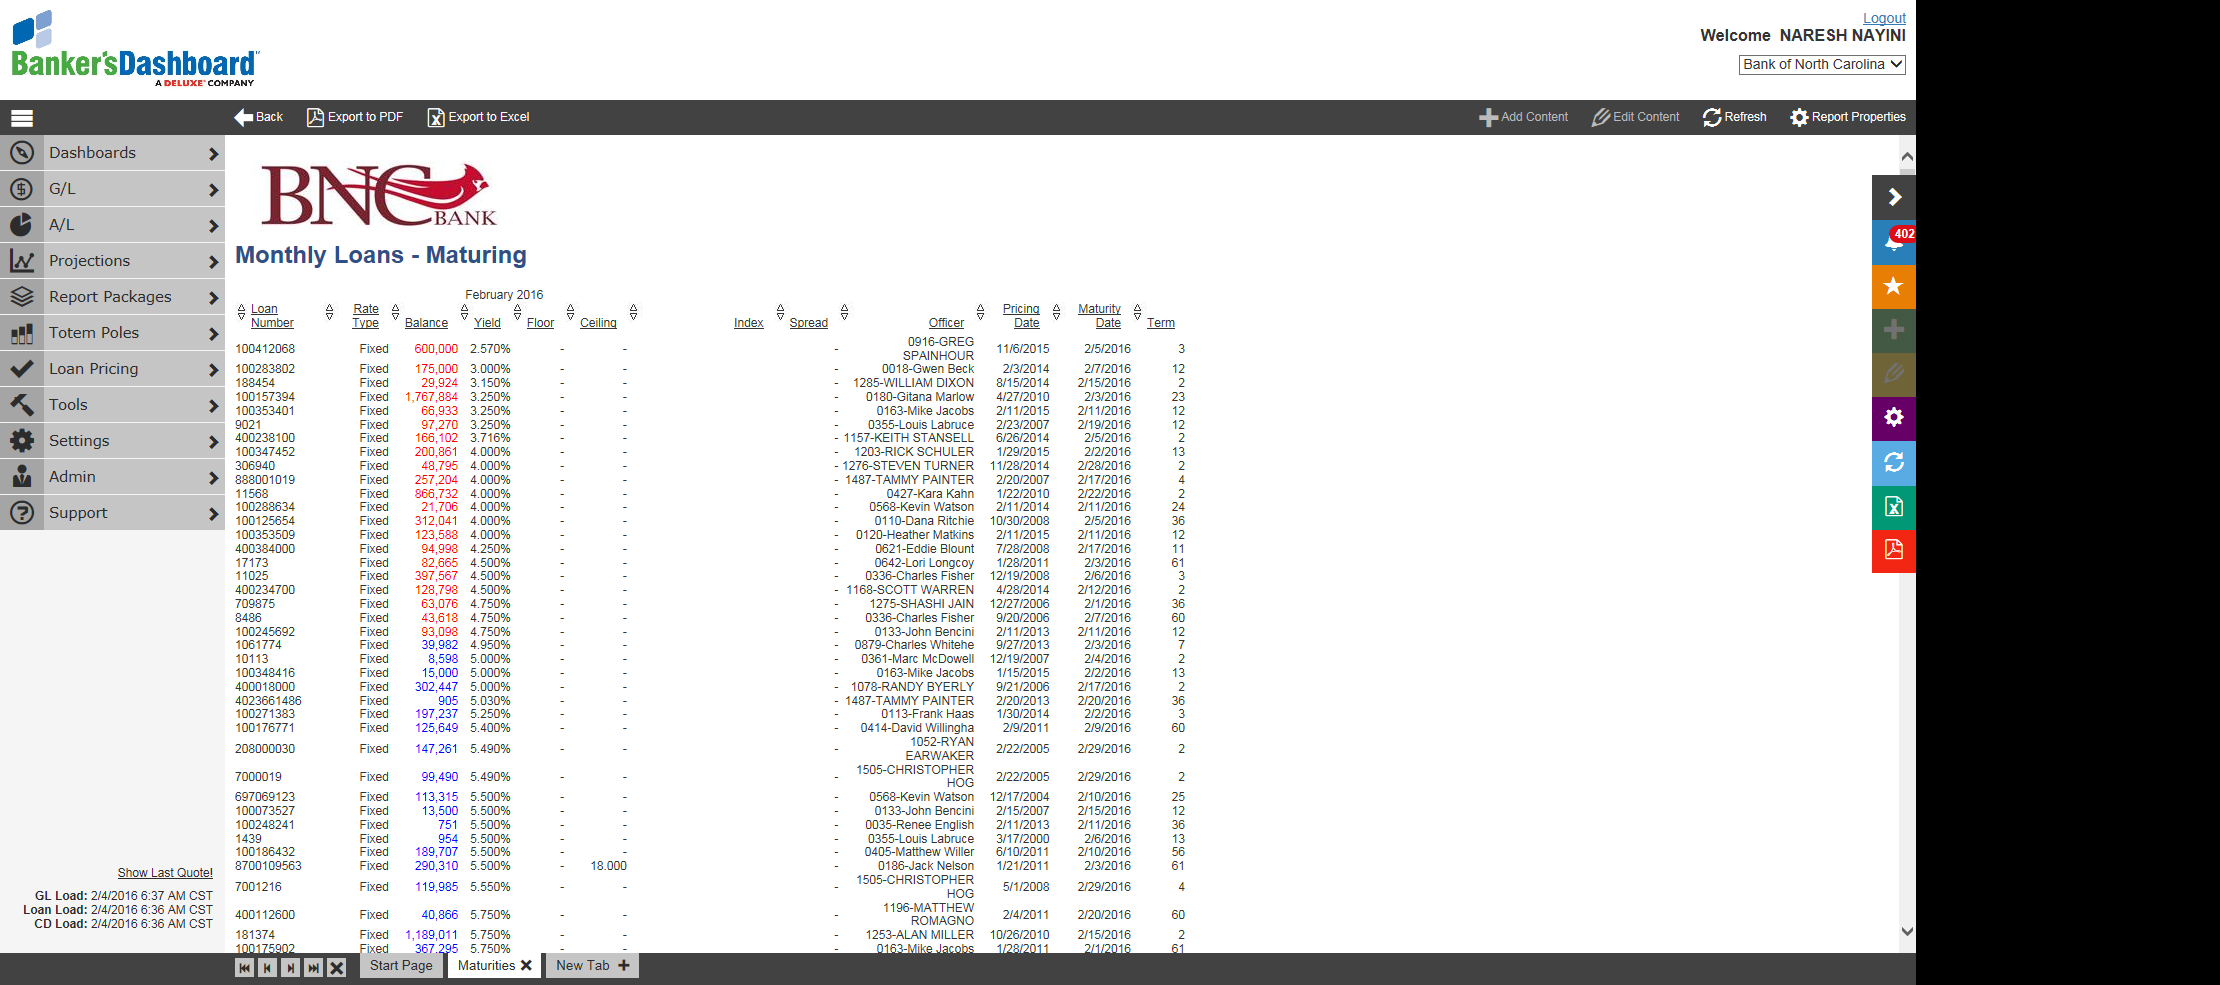 Banker'sDashboard
A DELUXE COMPANY
Logout
Welcome NARESH NAYINI
Bank of North Carolina
Back Export to PDF Export to Excel Add Content Edit Content Refresh Report Properties
Dashboards
G/L
A/L
Projections
Report Packages
Totem Poles
Loan Pricing
Tools
Settings
Admin
Support
Show Last Quote!
GL Load: 2/4/2016 6:37 AM CST
Loan Load: 2/4/2016 6:36 AM CST
CD Load: 2/4/2016 6:36 AM CST
402
BNC BANK
Monthly Loans - Maturing
February 2016
Loan Number Rate Type Balance Yield Floor Ceiling Index Spread Officer Pricing Date Maturity Date Term
100412068 Fixed 600,000 2.570% - - - 0916-GREG SPAINHOUR 11/6/2015 2/5/2016 3
100283802 Fixed 175,000 3.000% - - - 0018-Gwen Beck 2/3/2014 2/7/2016 12
188454 Fixed 29,924 3.150% - - - 1285-WILLIAM DIXON 8/15/2014 2/15/2016 2
100157394 Fixed 1,767,884 3.250% - - - 0180-Gitana Marlow 4/27/2010 2/3/2016 23
100353401 Fixed 66,933 3.250% - - - 0163-Mike Jacobs 2/11/2015 2/11/2016 12
9021 Fixed 97,270 3.250% - - - 0355-Louis Labruce 2/23/2007 2/19/2016 12
400238100 Fixed 166,102 3.716% - - - 1157-KEITH STANSELL 6/26/2014 2/5/2016 2
100347452 Fixed 200,861 4.000% - - - 1203-RICK SCHULER 1/29/2015 2/2/2016 13
306940 Fixed 48,795 4.000% - - - 1276-STEVEN TURNER 11/28/2014 2/28/2016 2
888001019 Fixed 257,204 4.000% - - - 1487-TAMMY PAINTER 2/20/2007 2/17/2016 4
11568 Fixed 866,732 4.000% - - - 0427-Kara Kahn 1/22/2010 2/22/2016 2
100288634 Fixed 21,706 4.000% - - - 0568-Kevin Watson 2/11/2014 2/11/2016 24
100125654 Fixed 312,041 4.000% - - - 0110-Dana Ritchie 10/30/2008 2/5/2016 36
100353509 Fixed 123,588 4.000% - - - 0120-Heather Matkins 2/11/2015 2/11/2016 12
400384000 Fixed 94,998 4.250% - - - 0621-Eddie Blount 7/28/2008 2/17/2016 11
17173 Fixed 82,665 4.500% - - - 0642-Lori Longcoy 1/28/2011 2/3/2016 61
11025 Fixed 397,567 4.500% - - - 0336-Charles Fisher 12/19/2008 2/6/2016 3
400234700 Fixed 128,798 4.500% - - - 1168-SCOTT WARREN 4/28/2014 2/12/2016 2
709875 Fixed 63,076 4.750% - - - 1275-SHASHI JAIN 12/27/2006 2/1/2016 36
8486 Fixed 43,618 4.750% - - - 0336-Charles Fisher 9/20/2006 2/7/2016 60
100245692 Fixed 93,098 4.750% - - - 0133-John Bencini 2/11/2013 2/11/2016 12
1061774 Fixed 39,982 4.950% - - - 0879-Charles Whitehe 9/27/2013 2/3/2016 7
10113 Fixed 8,598 5.000% - - - 0361-Marc McDowell 12/19/2007 2/4/2016 2
100348416 Fixed 15,000 5.000% - - - 0163-Mike Jacobs 1/15/2015 2/2/2016 13
400018000 Fixed 302,447 5.000% - - - 1078-RANDY BYERLY 9/21/2006 2/17/2016 2
4023661486 Fixed 905 5.030% - - - 1487-TAMMY PAINTER 2/20/2013 2/20/2016 36
100271383 Fixed 197,237 5.250% - - - 0113-Frank Haas 1/30/2014 2/2/2016 3
100176771 Fixed 125,649 5.400% - - - 0414-David Willingha 2/9/2011 2/9/2016 60
208000030 Fixed 147,261 5.490% - - - 1052-RYAN EARWAKER 2/22/2005 2/29/2016 2
7000019 Fixed 99,490 5.490% - - - 1505-CHRISTOPHER HOG 2/22/2005 2/29/2016 2
697069123 Fixed 113,315 5.500% - - - 0568-Kevin Watson 12/17/2004 2/10/2016 25
100073527 Fixed 13,500 5.500% - - - 0133-John Bencini 2/15/2007 2/15/2016 12
100248241 Fixed 751 5.500% - - - 0035-Renee English 2/11/2013 2/11/2016 36
1439 Fixed 954 5.500% - - - 0355-Louis Labruce 3/17/2000 2/6/2016 13
100186432 Fixed 189,707 5.500% - - - 0405-Matthew Willer 6/10/2011 2/10/2016 56
8700109563 Fixed 290,310 5.500% - 18.000 - 0186-Jack Nelson 1/21/2011 2/3/2016 61
7001216 Fixed 119,985 5.550% - - - 1505-CHRISTOPHER HOG 5/1/2008 2/29/2016 4
400112600 Fixed 40,866 5.750% - - - 1196-MATTHEW ROMAGNO 2/4/2011 2/20/2016 60
181374 Fixed 1,189,011 5.750% - - - 1253-ALAN MILLER 10/26/2010 2/15/2016 2
100175902 Fixed 367,295 5.750% - - - 0163-Mike Jacobs 1/28/2011 2/1/2016 61
Start Page Maturities New Tab